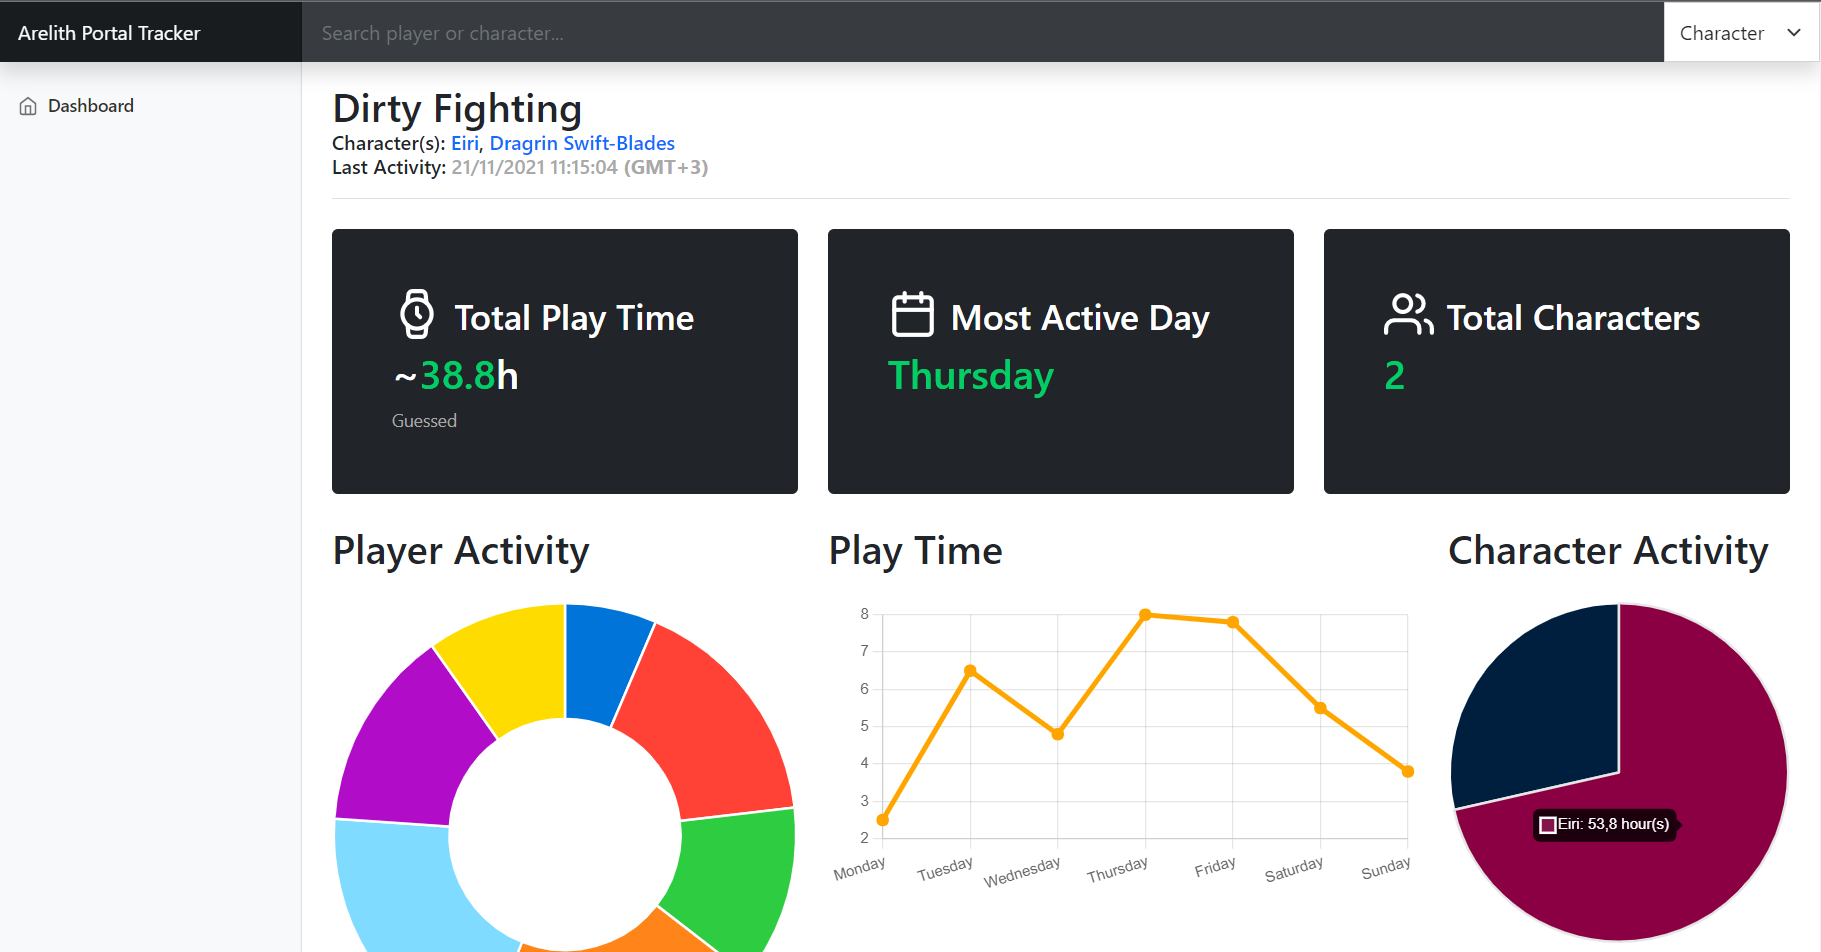 Arelith Portal Tracker
Search player or character...
Character
Dashboard
Dirty Fighting
Character(s): Eiri, Dragrin Swift-Blades
Last Activity: 21/11/2021 11:15:04 (GMT+3)
Total Play Time
~38.8h
Guessed
Most Active Day
Thursday
Total Characters
2
Player Activity
Play Time
8
7
6
5
4
3
2
Monday
Tuesday
Wednesday
Thursday
Friday
Saturday
Sunday
Character Activity
Eiri: 53,8 hour(s)